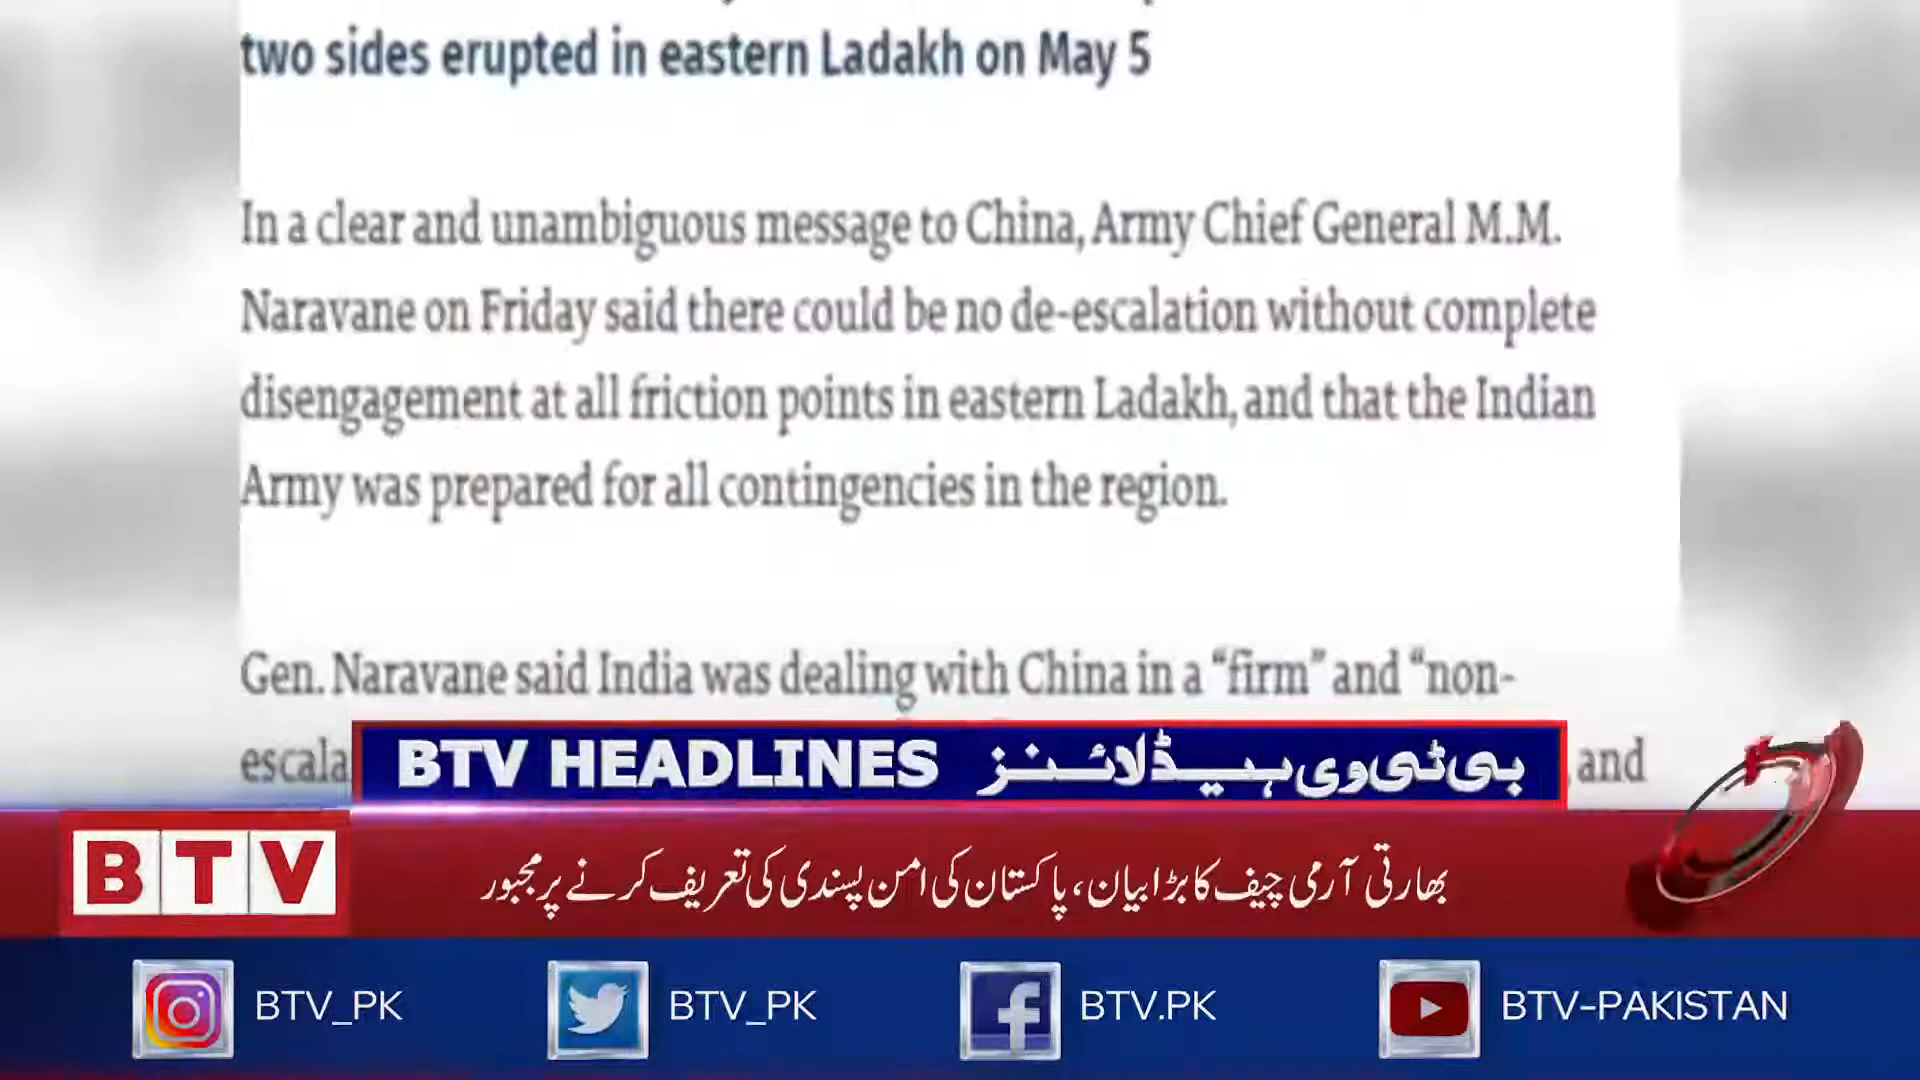 two sides erupted in eastern Ladakh on May 5
In a clear and unambiguous message to China, Army Chief General M.M.
Naravane on Friday said there could be no de-escalation without complete
disengagement at all friction points in eastern Ladakh, and that the Indian
Army was prepared for all contingencies in the region.
Gen. Naravane said India was dealing with China in a “firm” and “non-
escala
, and
BTV HEADLINES بی ٹی وی ہیڈلائنز
BTV
بھارتی آرمی چیف کا بڑا بیان، پاکستان کی امن پسندی کی تعریف کرنے پر مجبور
BTV_PK
BTV_PK
BTV.PK
BTV-PAKISTAN